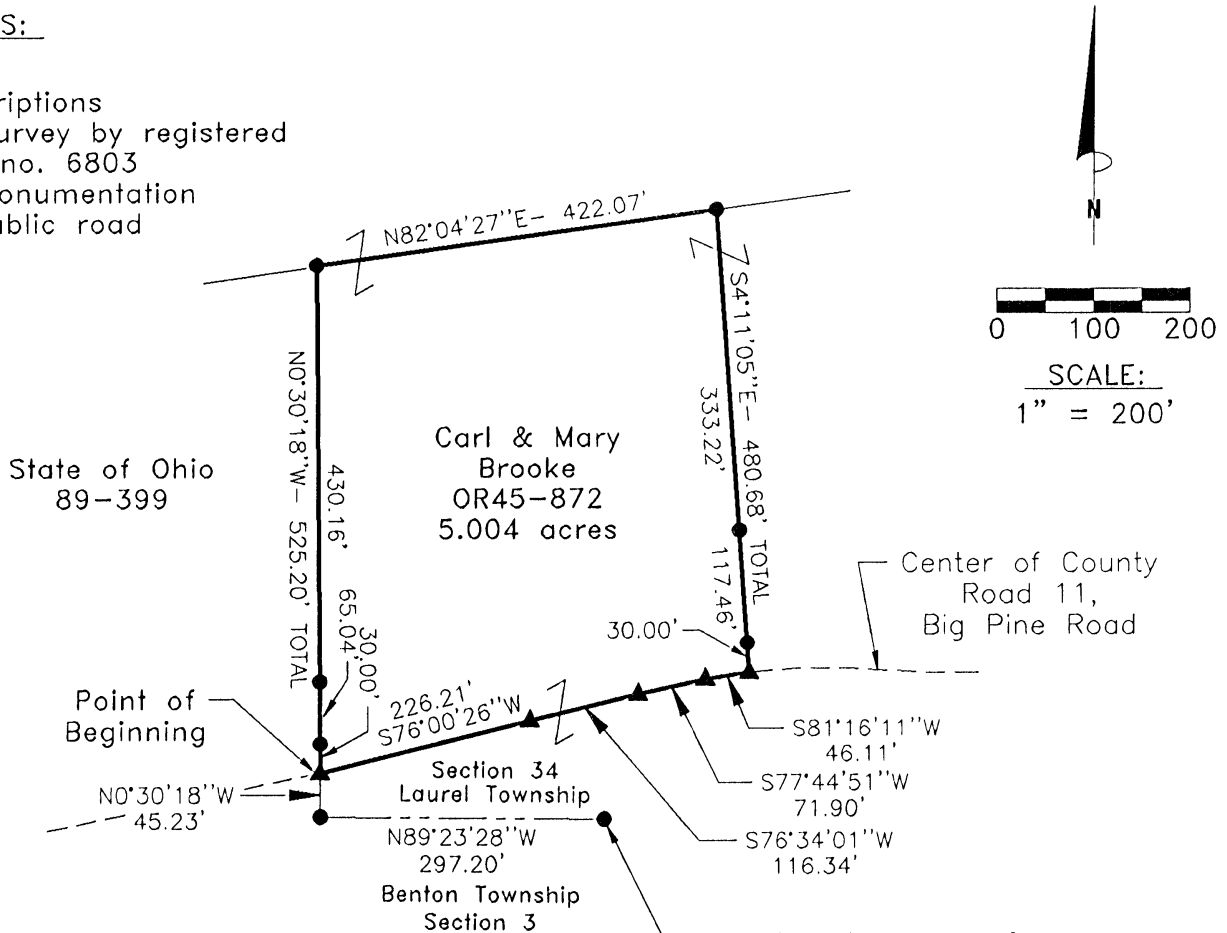 S:
riptions
urvey by registered
no. 6803
onumentation
ublic road
N82°04'27"E- 422.07'
N
0 100 200
SCALE:
1" = 200'
S4°11'05"E- 480.68' TOTAL
333.22'
117.46'
30.00'
N0°30'18"W- 525.20' TOTAL
430.16'
65.04'
30.00'
State of Ohio
89-399
Carl & Mary
Brooke
OR45-872
5.004 acres
Center of County
Road 11,
Big Pine Road
Point of
Beginning
226.21'
S76°00'26"W
S81°16'11"W
46.11'
S77°44'51"W
71.90'
S76°34'01"W
116.34'
Section 34
Laurel Township
N0°30'18"W
45.23'
N89°23'28"W
297.20'
Benton Township
Section 3